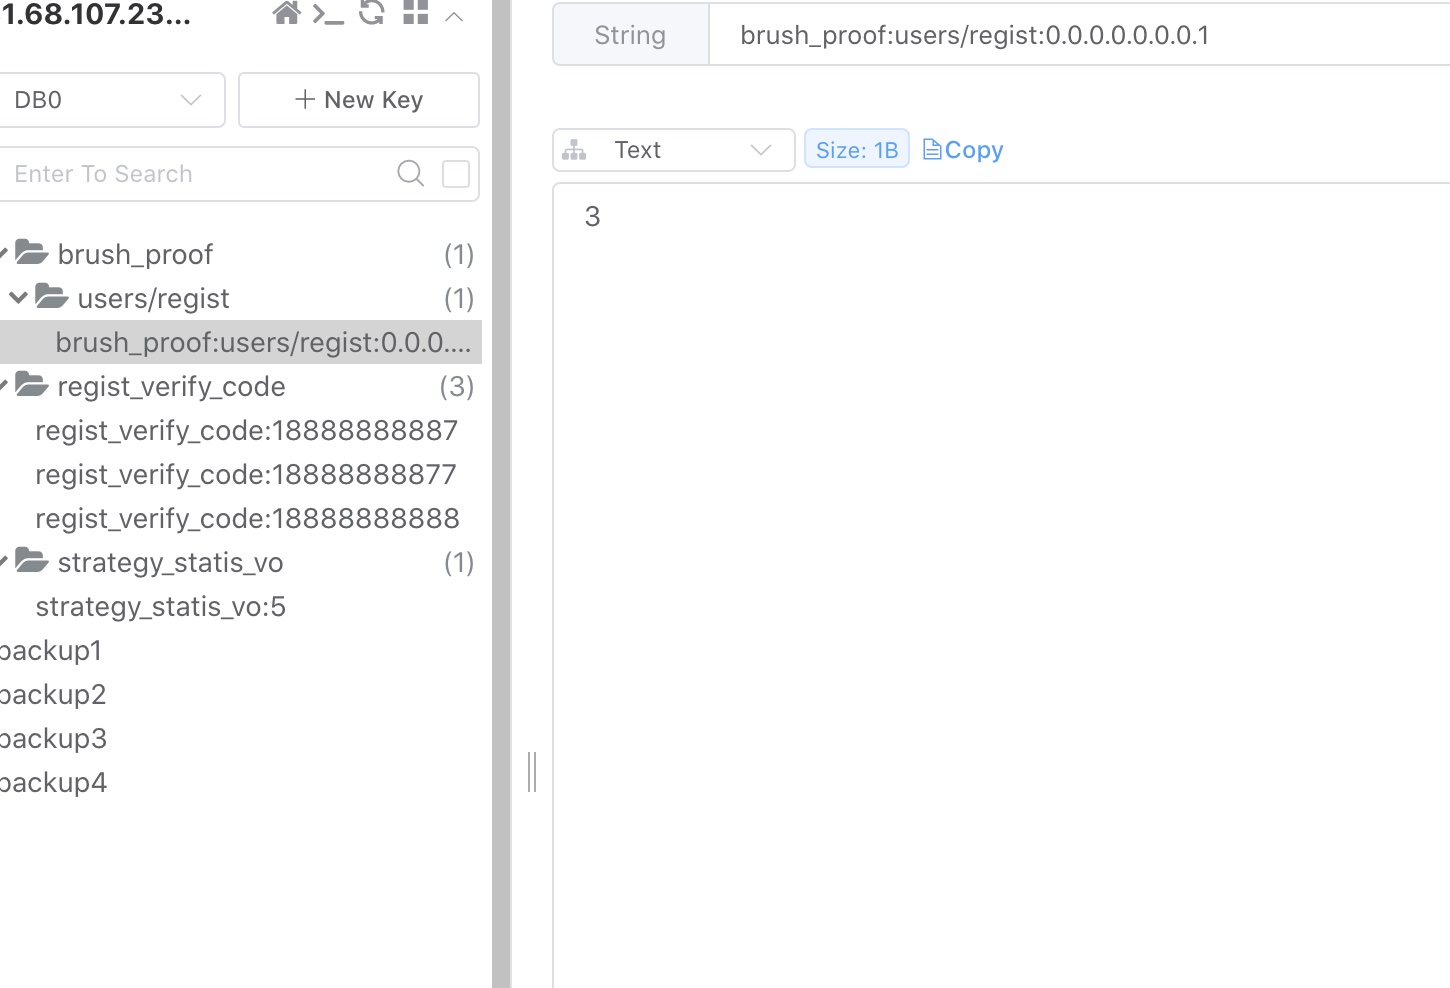 1.68.107.23...
DB0
New Key
Enter To Search
brush_proof (1)
users/regist (1)
brush_proof:users/regist:0.0.0....
regist_verify_code (3)
regist_verify_code:18888888887
regist_verify_code:18888888877
regist_verify_code:18888888888
strategy_statis_vo (1)
strategy_statis_vo:5
backup1
backup2
backup3
backup4
String brush_proof:users/regist:0.0.0.0.0.0.0.1
Text Size: 1B Copy
3